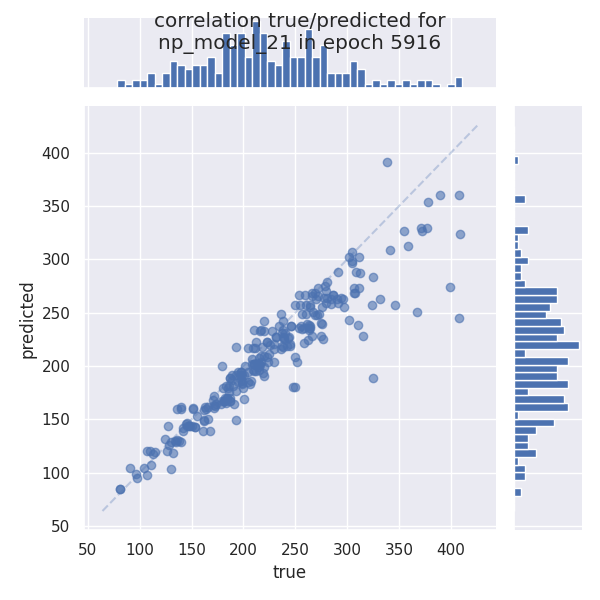 correlation true/predicted for
np_model_21 in epoch 5916
400
350
300
250
200
150
100
50
predicted
50 100 150 200 250 300 350 400
true